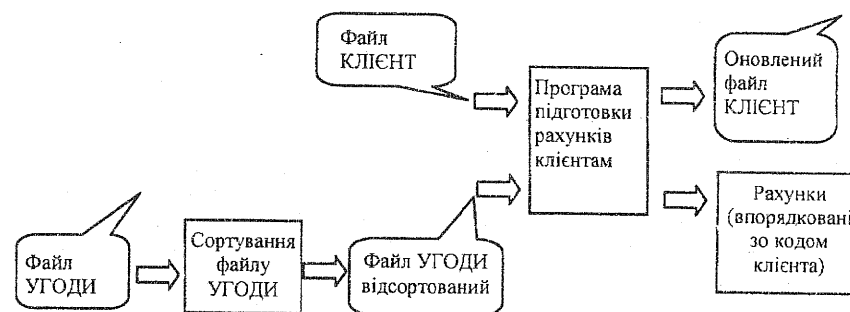 Файл
КЛІЄНТ
Програма
підготовки
рахунків
клієнтам
Оновлений
файл
КЛІЄНТ
Файл
УГОДИ
Сортування
файлу
УГОДИ
Файл УГОДИ
відсортований
Рахунки
(впорядковані
зо кодом
клієнта)